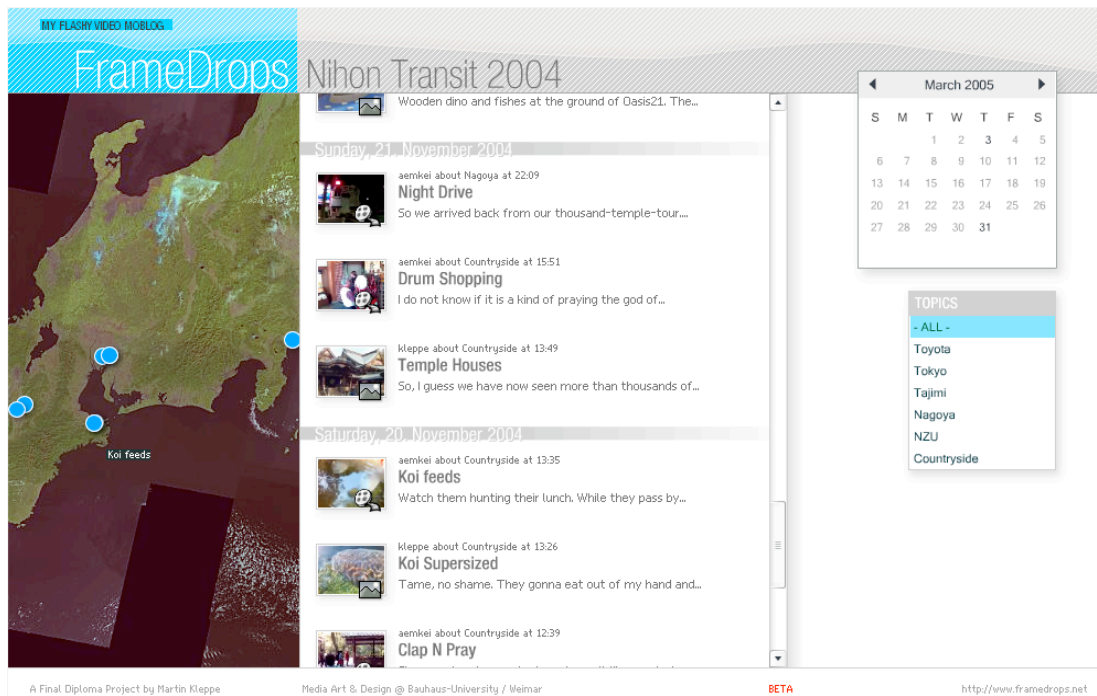 MY FLASHY VIDEO MOBLOG
FrameDrops Nihon Transit 2004
Wooden dino and fishes at the ground of Oasis21. The...
Sunday, 21. November 2004
aemkei about Nagoya at 22:09
Night Drive
So we arrived back from our thousand-temple-tour....
aemkei about Countryside at 15:51
Drum Shopping
I do not know if it is a kind of praying the god of...
kleppe about Countryside at 13:49
Temple Houses
So, I guess we have now seen more than thousands of...
Saturday, 20. November 2004
aemkei about Countryside at 13:35
Koi feeds
Watch them hunting their lunch. While they pass by...
kleppe about Countryside at 13:26
Koi Supersized
Tame, no shame. They gonna eat out of my hand and...
aemkei about Countryside at 12:39
Clap N Pray
Koi feeds
March 2005
S M T W T F S
1 2 3 4 5
6 7 8 9 10 11 12
13 14 15 16 17 18 19
20 21 22 23 24 25 26
27 28 29 30 31
TOPICS
- ALL -
Toyota
Tokyo
Tajimi
Nagoya
NZU
Countryside
A Final Diploma Project by Martin Kleppe
Media Art & Design @ Bauhaus-University / Weimar
BETA
http://www.framedrops.net